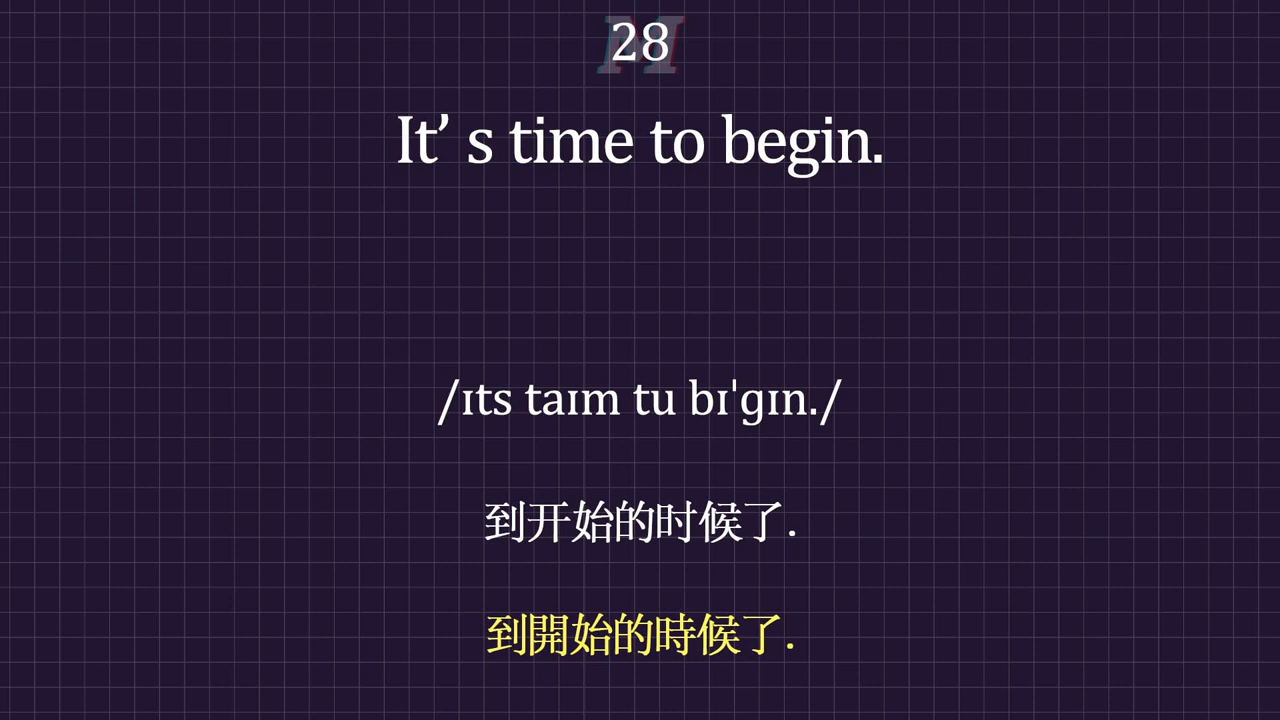 28
It’ s time to begin.
/ɪts taɪm tu bɪˈgɪn./
到开始的时候了.
到開始的時候了.